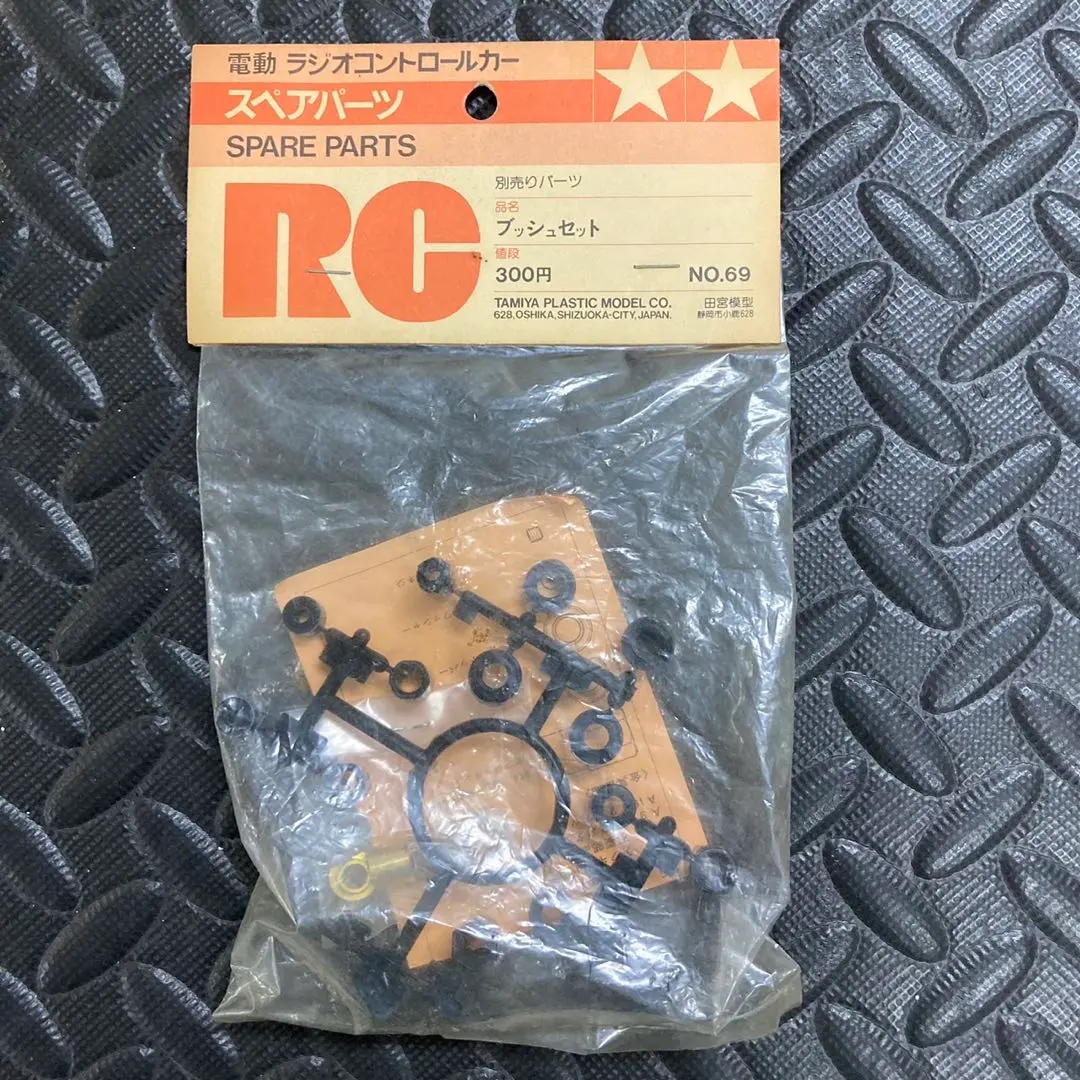 電動 ラジオコントロールカー
スペアパーツ
SPARE PARTS
RC
別売りパーツ
品名
ブッシュセット
値段
300円
NO.69
TAMIYA PLASTIC MODEL CO.
628, OSHIKA, SHIZUOKA-CITY, JAPAN.
田宮模型
静岡市小鹿628